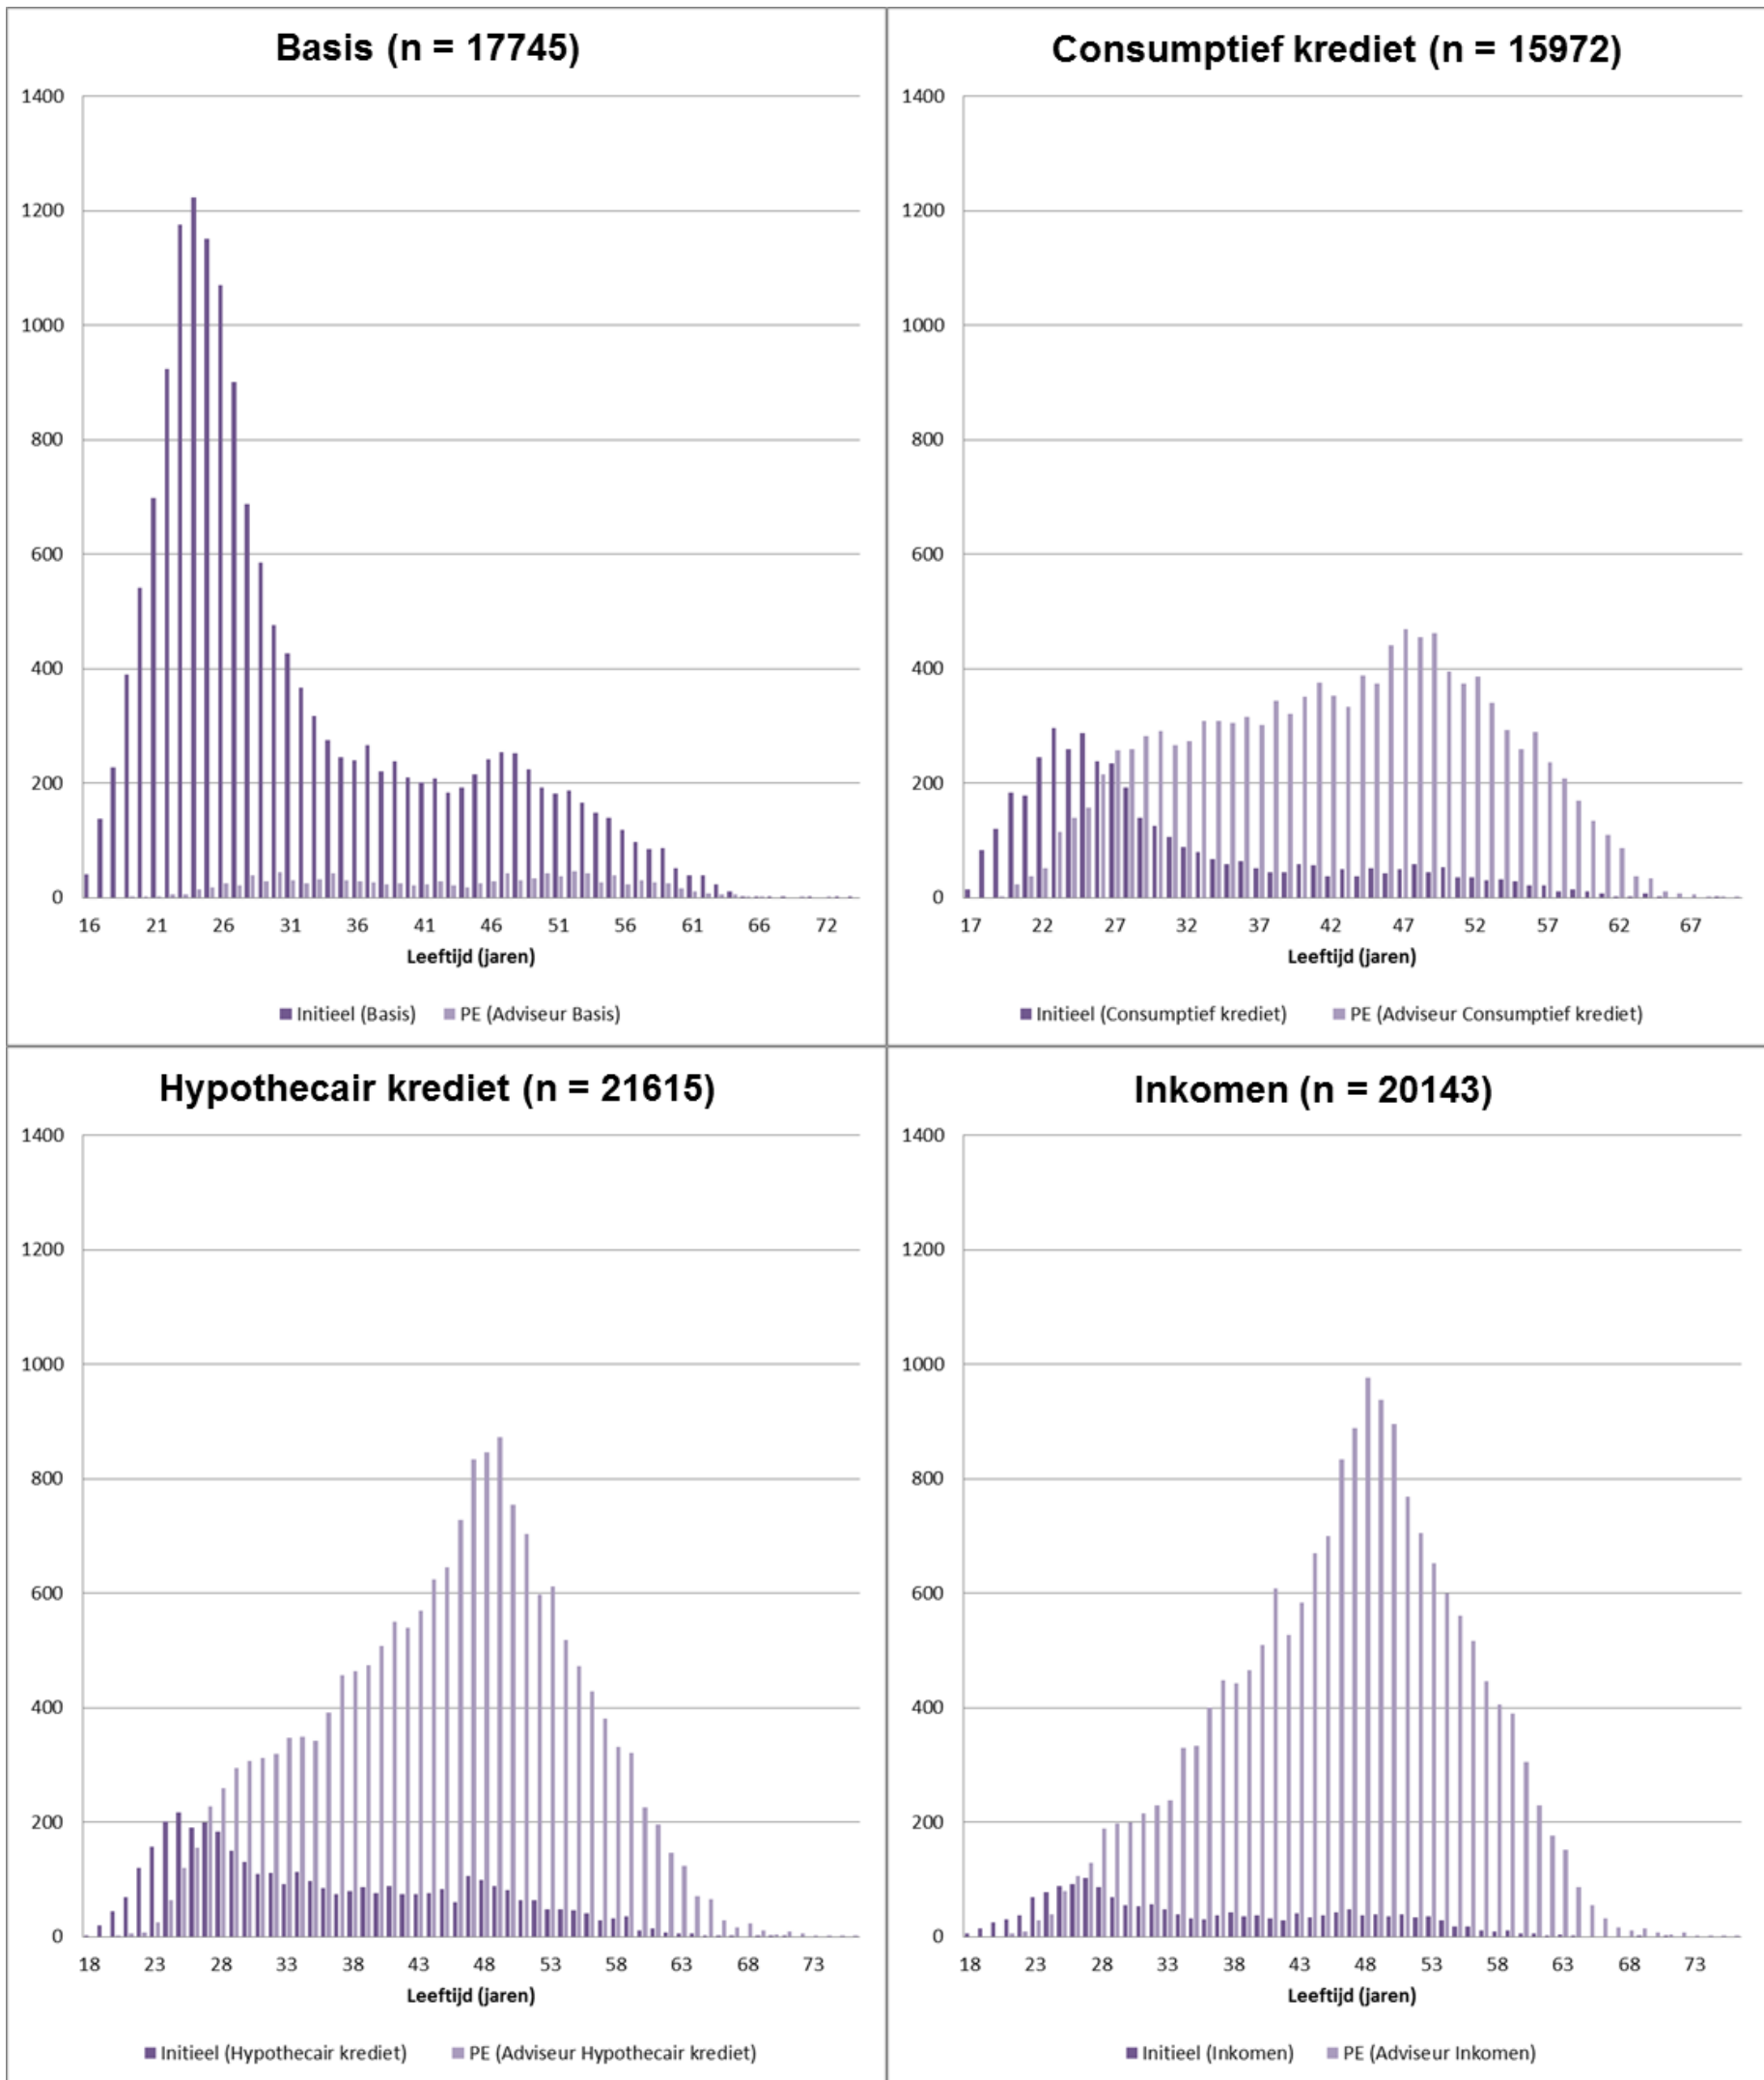 Basis (n = 17745)
1400
1200
1000
800
600
400
200
0
16 21 26 31 36 41 46 51 56 61 66 72
Leeftijd (jaren)
Initieel (Basis) PE (Adviseur Basis)
Consumptief krediet (n = 15972)
1400
1200
1000
800
600
400
200
0
17 22 27 32 37 42 47 52 57 62 67
Leeftijd (jaren)
Initieel (Consumptief krediet) PE (Adviseur Consumptief krediet)
Hypothecair krediet (n = 21615)
1400
1200
1000
800
600
400
200
0
18 23 28 33 38 43 48 53 58 63 68 73
Leeftijd (jaren)
Initieel (Hypothecair krediet) PE (Adviseur Hypothecair krediet)
Inkomen (n = 20143)
1400
1200
1000
800
600
400
200
0
18 23 28 33 38 43 48 53 58 63 68 73
Leeftijd (jaren)
Initieel (Inkomen) PE (Adviseur Inkomen)